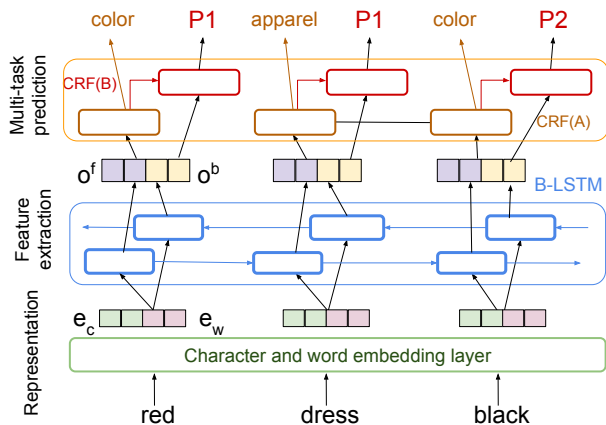 color P1 apparel P1 color P2
Multi-task prediction
CRF(B)
CRF(A)
o^f o^b
B-LSTM
Feature extraction
e_c e_w
Representation
Character and word embedding layer
red dress black